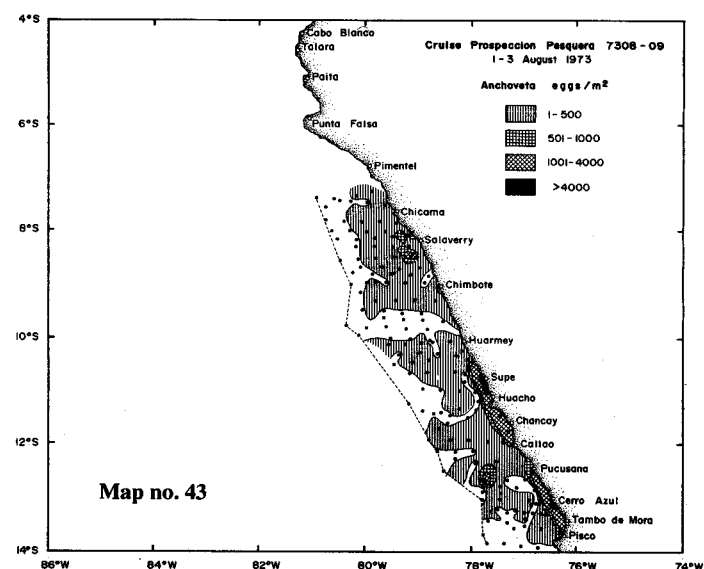 4°S
Cabo Blanco
Talara
Cruise Prospeccion Pesquera 7308-09
1-3 August 1973
Paita
Anchoveta eggs/m²
1-500
6°S
Punta Falsa
501-1000
1001-4000
Pimentel
>4000
Chicama
8°S
Salaverry
Chimbote
10°S
Huarmey
Supe
Huacho
Chancay
12°S
Callao
Pucusana
Map no. 43
Cerro Azul
Tambo de Mora
Pisco
14°S
86°W
84°W
82°W
80°W
78°W
76°W
74°W